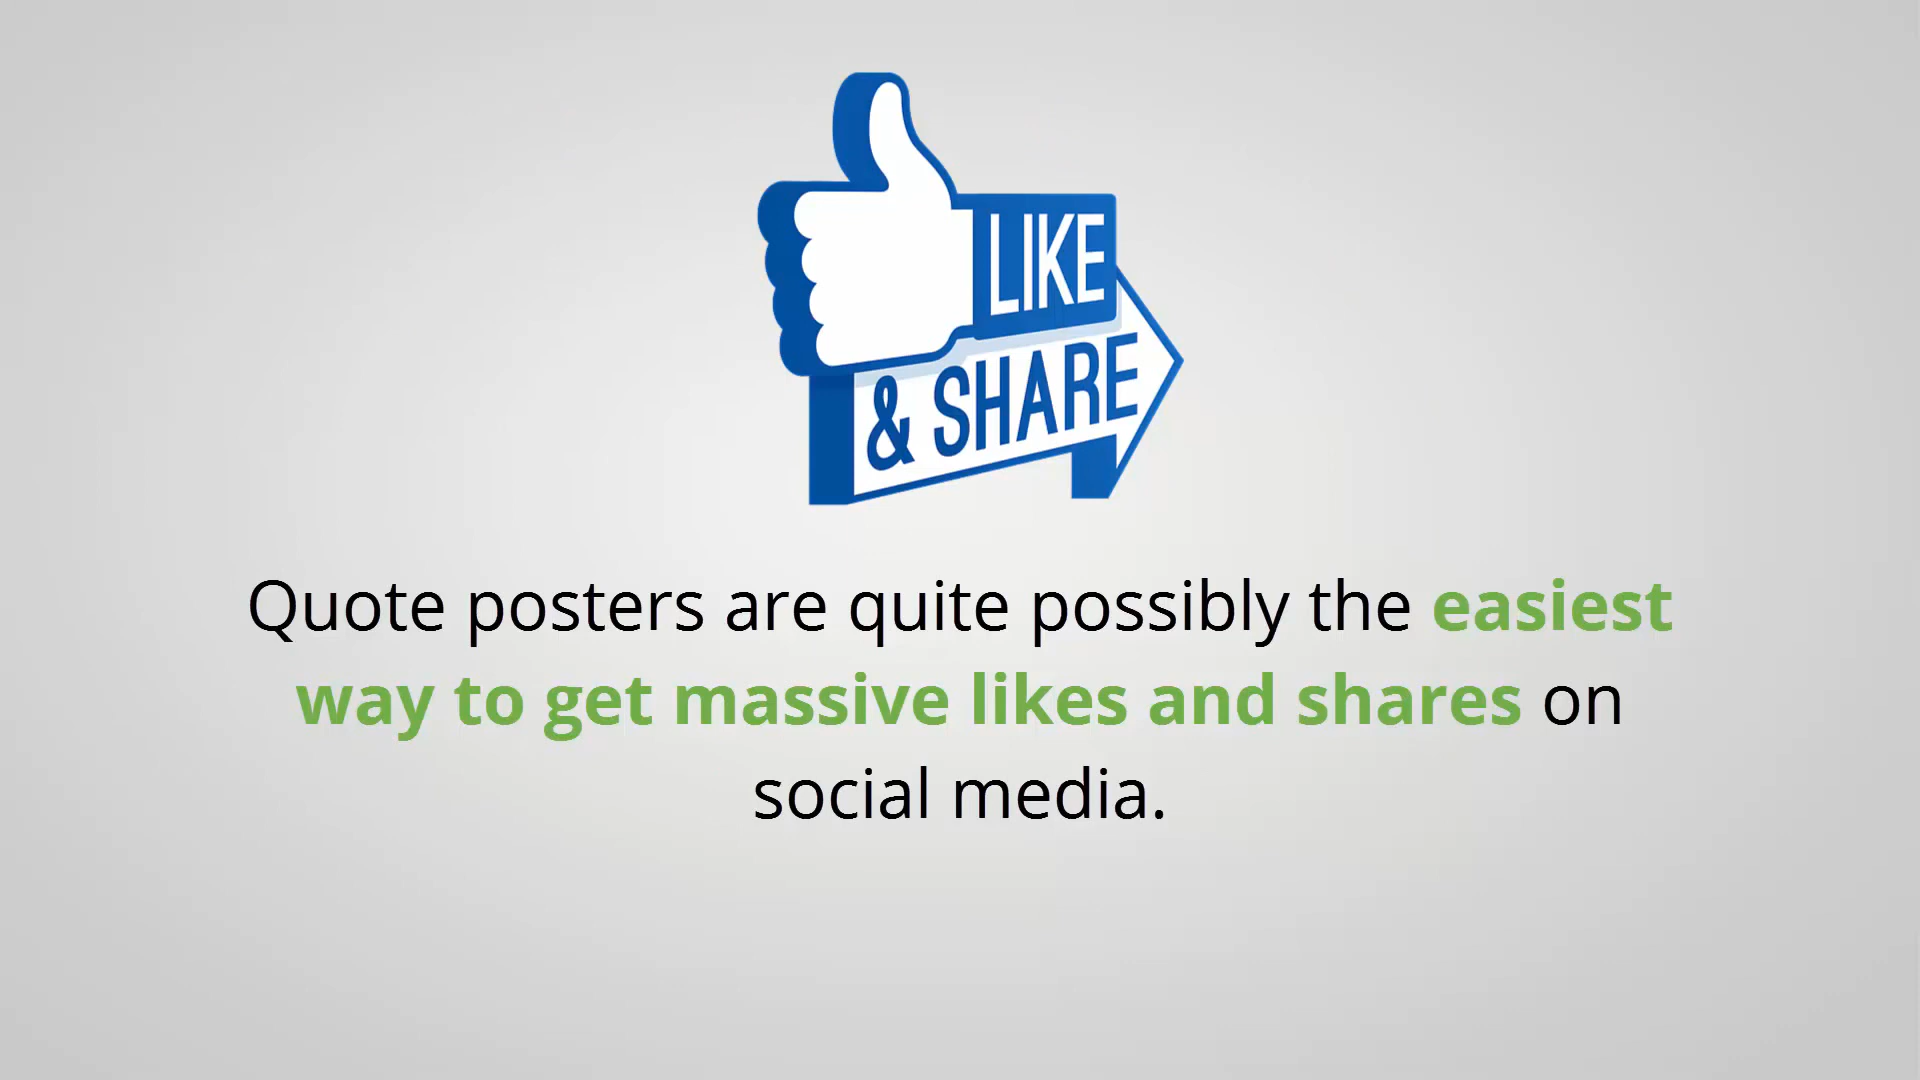 LIKE
& SHARE
Quote posters are quite possibly the easiest
way to get massive likes and shares on
social media.